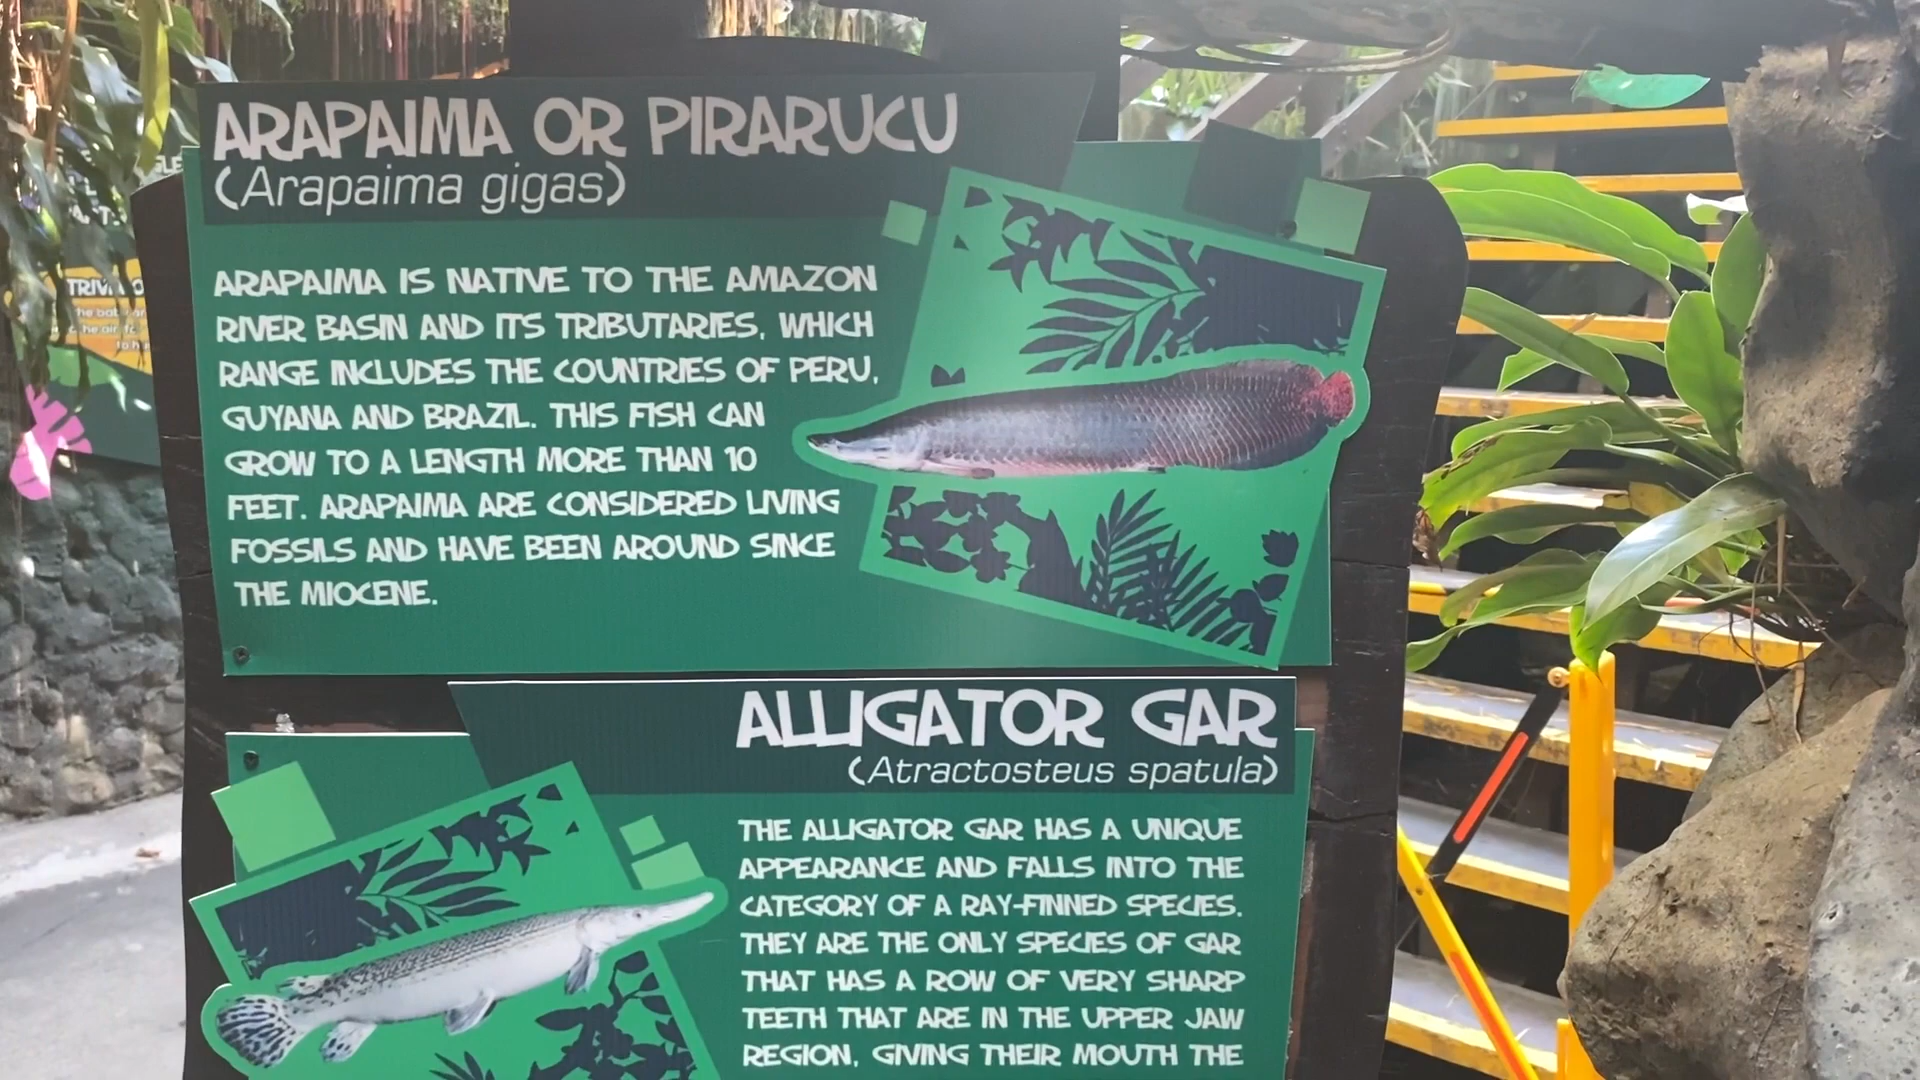 ARAPAIMA OR PIRARUCU
(Arapaima gigas)
ARAPAIMA IS NATIVE TO THE AMAZON
RIVER BASIN AND ITS TRIBUTARIES, WHICH
RANGE INCLUDES THE COUNTRIES OF PERU,
GUYANA AND BRAZIL. THIS FISH CAN
GROW TO A LENGTH MORE THAN 10
FEET. ARAPAIMA ARE CONSIDERED LIVING
FOSSILS AND HAVE BEEN AROUND SINCE
THE MIOCENE.
ALLIGATOR GAR
(Atractosteus spatula)
THE ALLIGATOR GAR HAS A UNIQUE
APPEARANCE AND FALLS INTO THE
CATEGORY OF A RAY-FINNED SPECIES.
THEY ARE THE ONLY SPECIES OF GAR
THAT HAS A ROW OF VERY SHARP
TEETH THAT ARE IN THE UPPER JAW
REGION, GIVING THEIR MOUTH THE